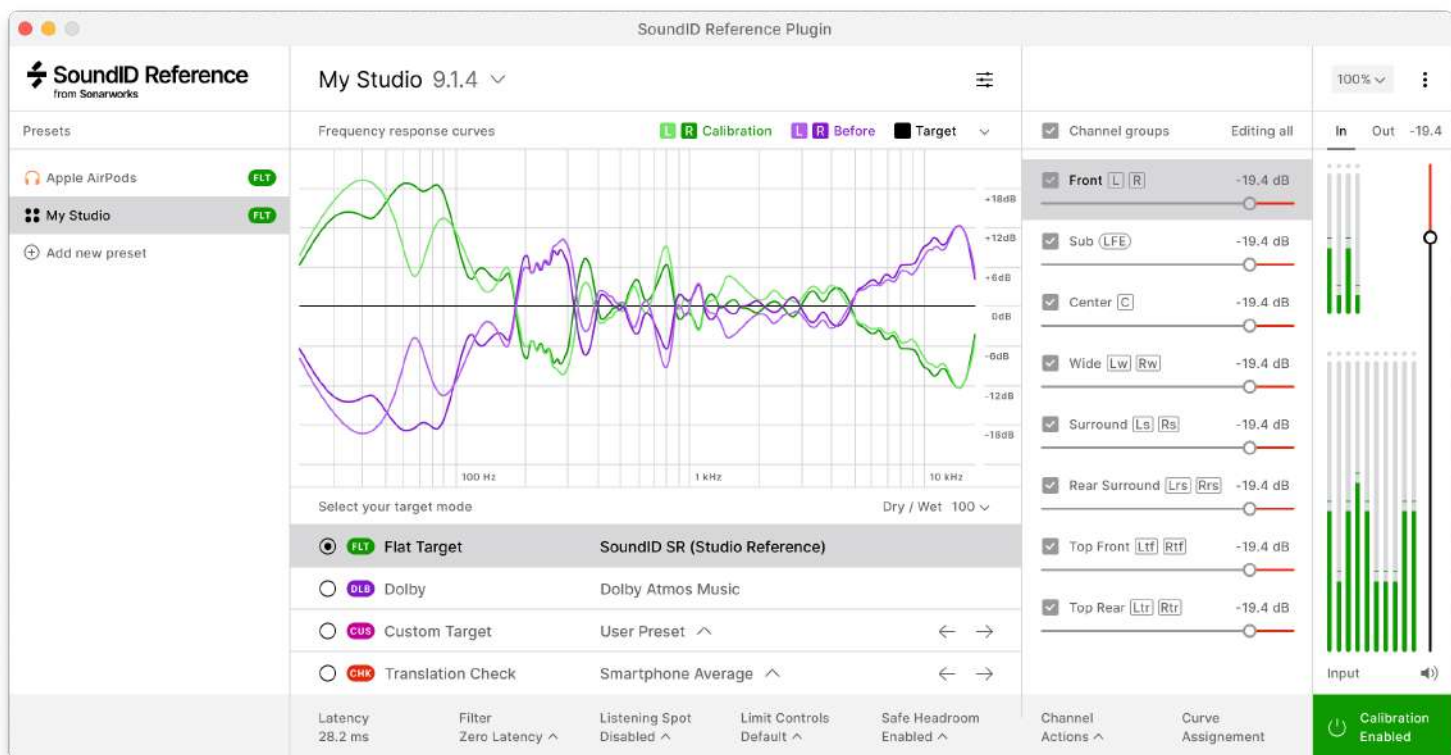 SoundID Reference Plugin
SoundID Reference
from Sonarworks
My Studio 9.1.4
100%
Presets
Frequency response curves
L R Calibration
L R Before
Target
Channel groups
Editing all
In Out -19.4
Apple AirPods FLT
My Studio FLT
Add new preset
+18dB
+12dB
+6dB
0dB
-6dB
-12dB
-18dB
100 Hz
1 kHz
10 kHz
Front L R -19.4 dB
Sub LFE -19.4 dB
Center C -19.4 dB
Wide Lw Rw -19.4 dB
Surround Ls Rs -19.4 dB
Rear Surround Lrs Rrs -19.4 dB
Top Front Ltf Rtf -19.4 dB
Top Rear Ltr Rtr -19.4 dB
Select your target mode
Dry / Wet 100
FLT Flat Target SoundID SR (Studio Reference)
DLB Dolby Dolby Atmos Music
CUS Custom Target User Preset
CHK Translation Check Smartphone Average
Input
Latency
28.2 ms
Filter
Zero Latency
Listening Spot
Disabled
Limit Controls
Default
Safe Headroom
Enabled
Channel
Actions
Curve
Assignement
Calibration
Enabled